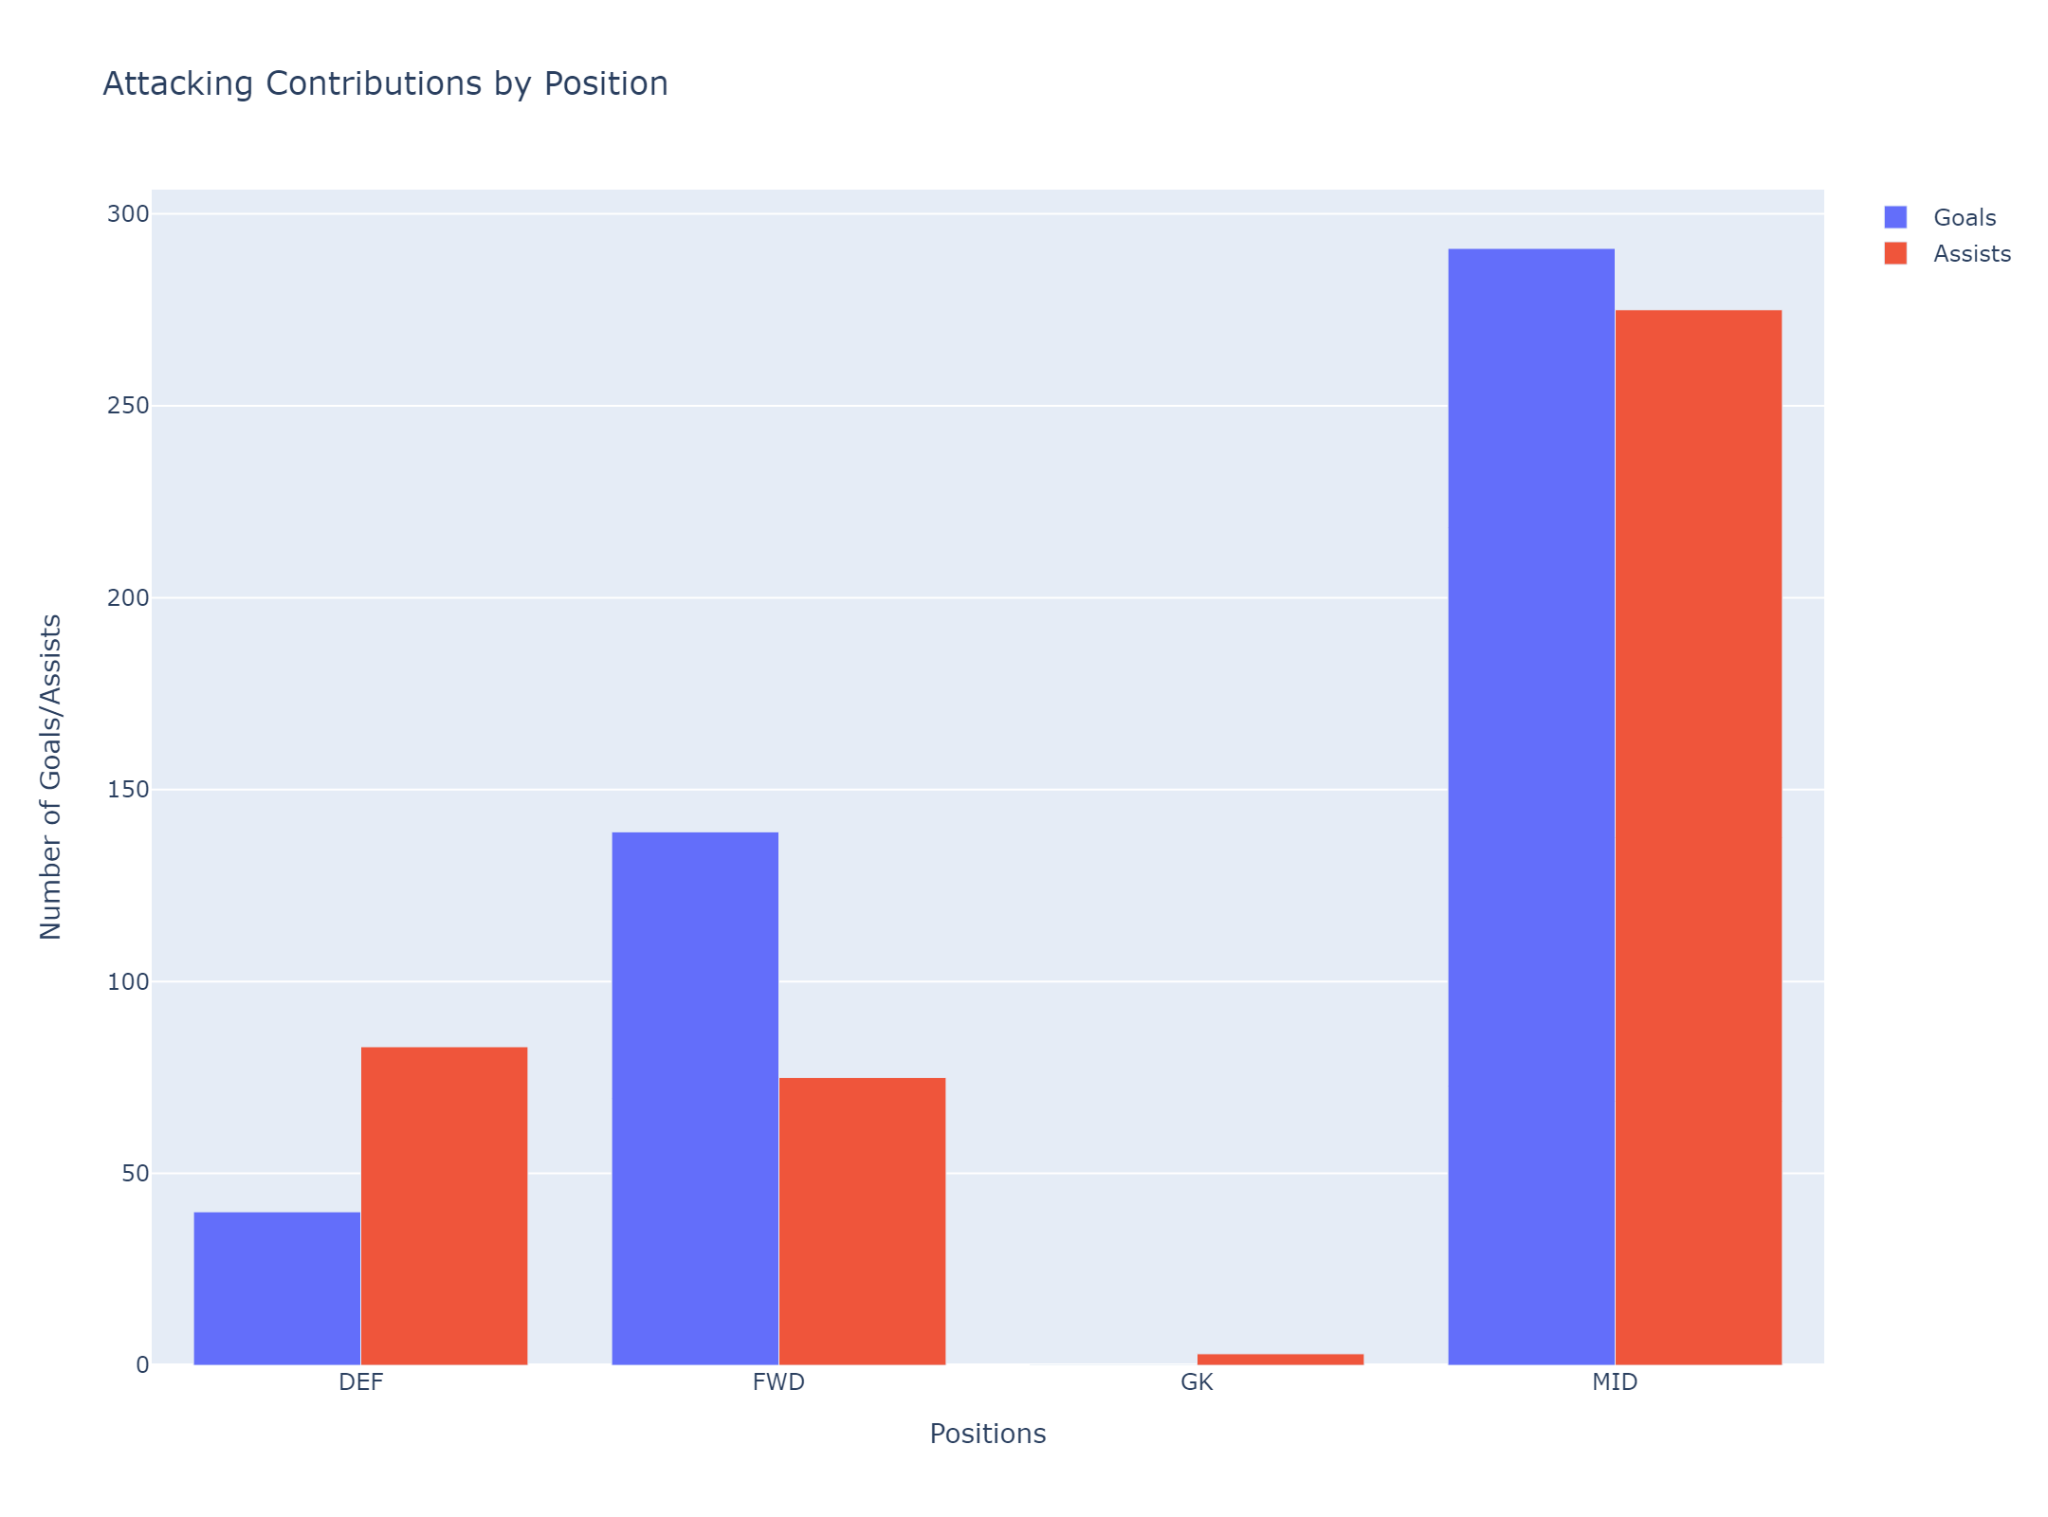 Attacking Contributions by Position
Goals
Assists
Number of Goals/Assists
300
250
200
150
100
50
0
DEF
FWD
GK
MID
Positions